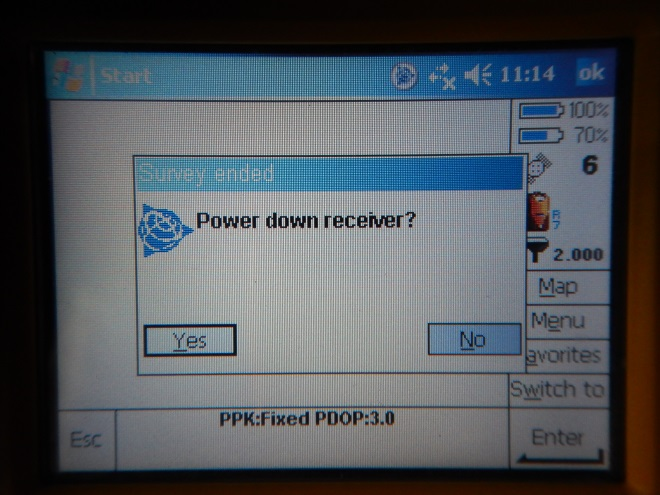 Start 11:14 ok
100%
70%
Survey ended
6
Power down receiver?
R
7
2.000
Map
Menu
Yes No
avorites
Switch to
PPK:Fixed PDOP:3.0
Esc
Enter